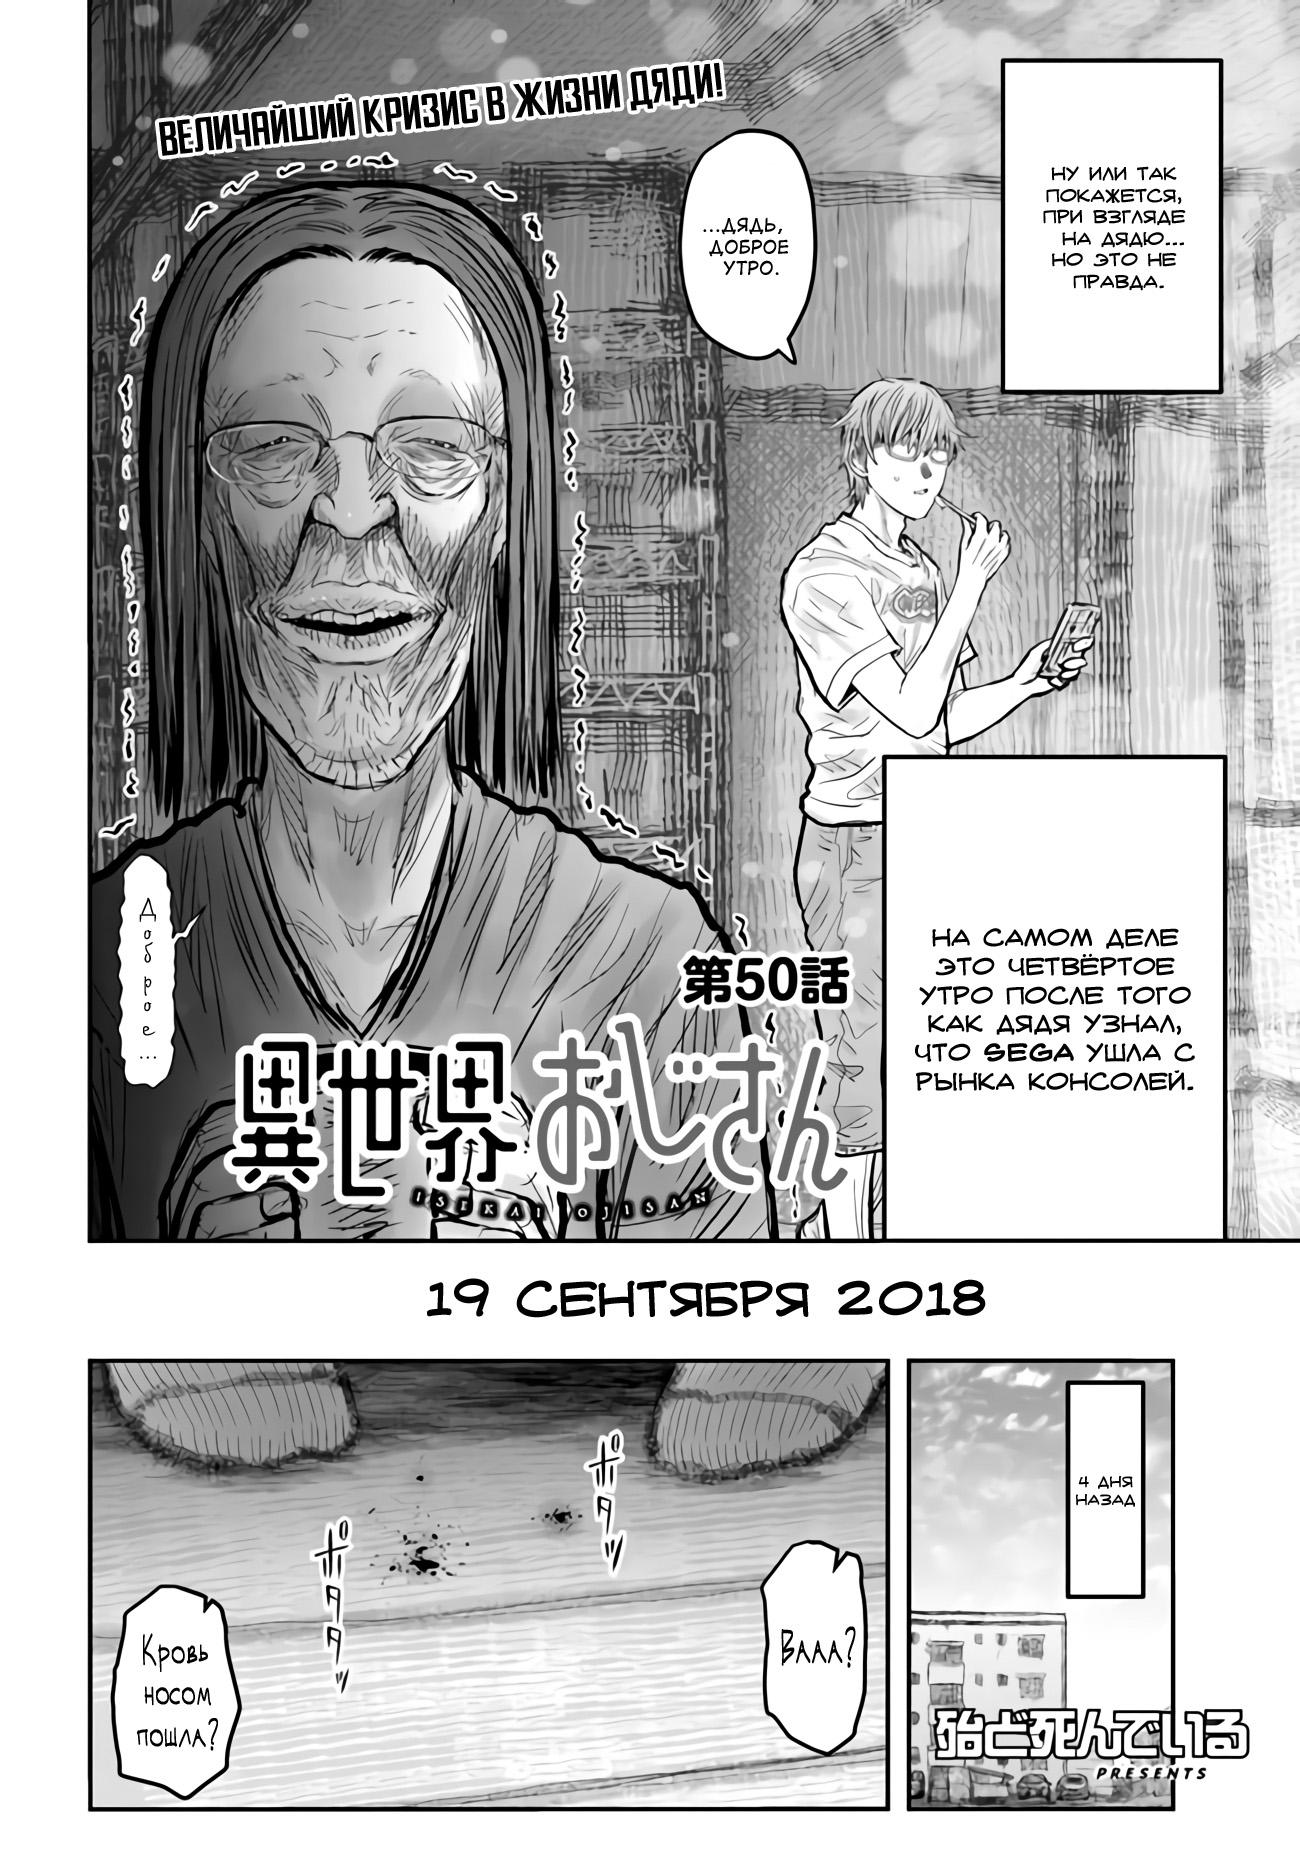 ВЕЛИЧАЙШИЙ КРИЗИС В ЖИЗНИ ДЯДИ!
НУ ИЛИ ТАК
ПОКАЖЕТСЯ,
ПРИ ВЗГЛЯДЕ
НА ДЯДЮ...
НО ЭТО НЕ
ПРАВДА.
...ДЯДЬ,
ДОБРОЕ
УТРО.
Доброе...
НА САМОМ ДЕЛЕ
ЭТО ЧЕТВЁРТОЕ
УТРО ПОСЛЕ ТОГО
КАК ДЯДЯ УЗНАЛ,
ЧТО SEGA УШЛА С
РЫНКА КОНСОЛЕЙ.
第50話
異世界おじさん
ISEKAI OJISAN
19 СЕНТЯБРЯ 2018
4 ДНЯ
НАЗАД
殆ど死んでいる
PRESENTS
ポタッ
ポタタッ
Вааа?
Кровь
носом
пошла?